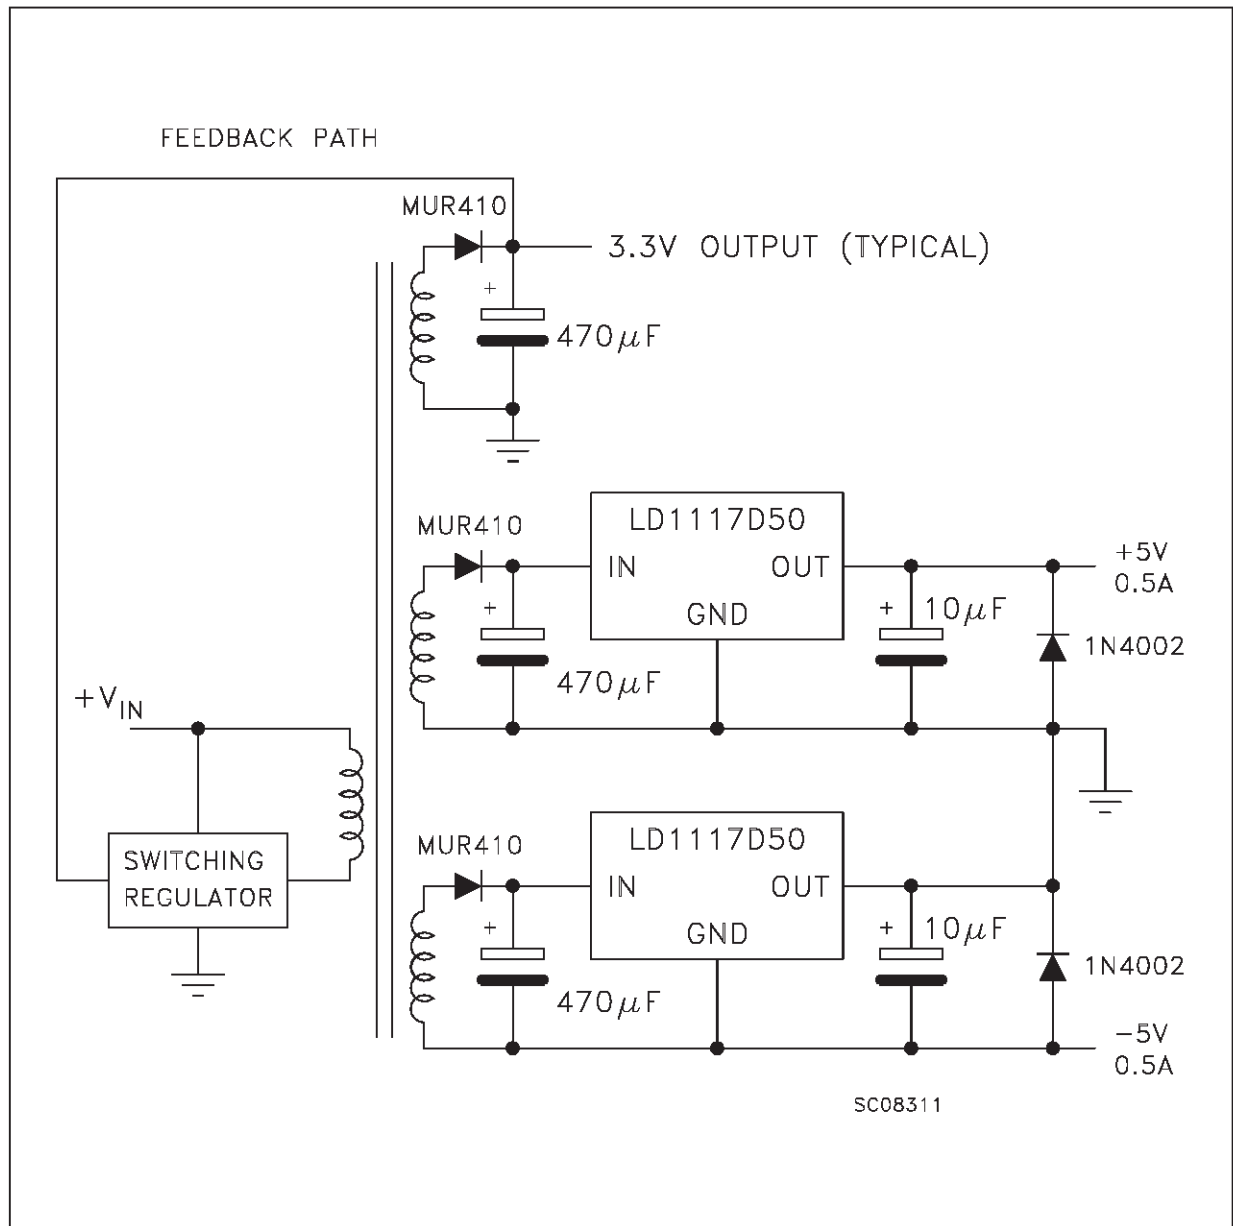 FEEDBACK PATH
MUR410
3.3V OUTPUT (TYPICAL)
+
470μF
MUR410
LD1117D50
IN
OUT
GND
+
470μF
+
10μF
+5V
0.5A
1N4002
+VIN
SWITCHING
REGULATOR
MUR410
LD1117D50
IN
OUT
GND
+
470μF
+
10μF
1N4002
-5V
0.5A
SC08311